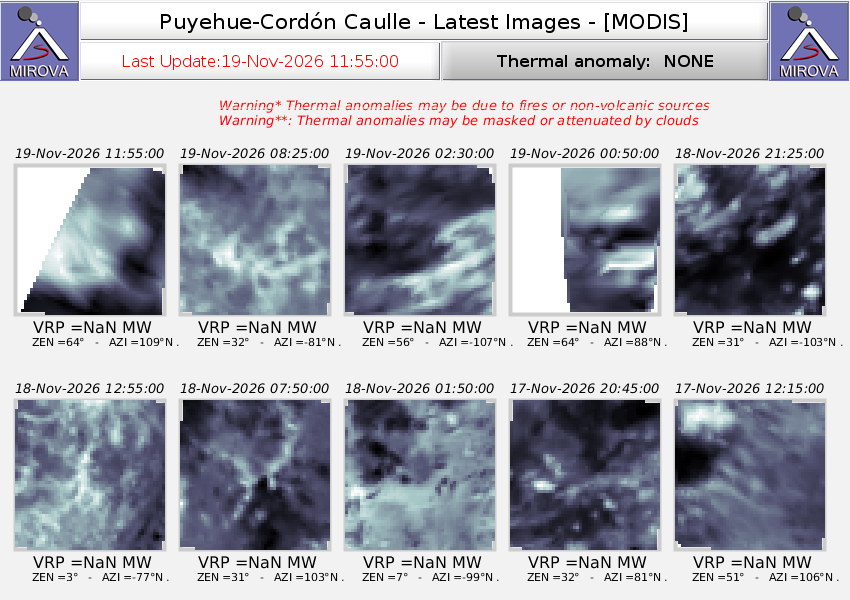 Puyehue-Cordón Caulle - Latest Images - [MODIS]
MIROVA
Last Update:19-Nov-2026 11:55:00
Thermal anomaly: NONE
MIROVA
Warning* Thermal anomalies may be due to fires or non-volcanic sources
Warning**: Thermal anomalies may be masked or attenuated by clouds
19-Nov-2026 11:55:00 19-Nov-2026 08:25:00 19-Nov-2026 02:30:00 19-Nov-2026 00:50:00 18-Nov-2026 21:25:00
VRP =NaN MW VRP =NaN MW VRP =NaN MW VRP =NaN MW VRP =NaN MW
ZEN =64° - AZI =109°N . ZEN =32° - AZI =-81°N . ZEN =56° - AZI =-107°N . ZEN =64° - AZI =88°N . ZEN =31° - AZI =-103°N .
18-Nov-2026 12:55:00 18-Nov-2026 07:50:00 18-Nov-2026 01:50:00 17-Nov-2026 20:45:00 17-Nov-2026 12:15:00
VRP =NaN MW VRP =NaN MW VRP =NaN MW VRP =NaN MW VRP =NaN MW
ZEN =3° - AZI =-77°N . ZEN =31° - AZI =103°N . ZEN =7° - AZI =-99°N . ZEN =32° - AZI =81°N . ZEN =51° - AZI =106°N .